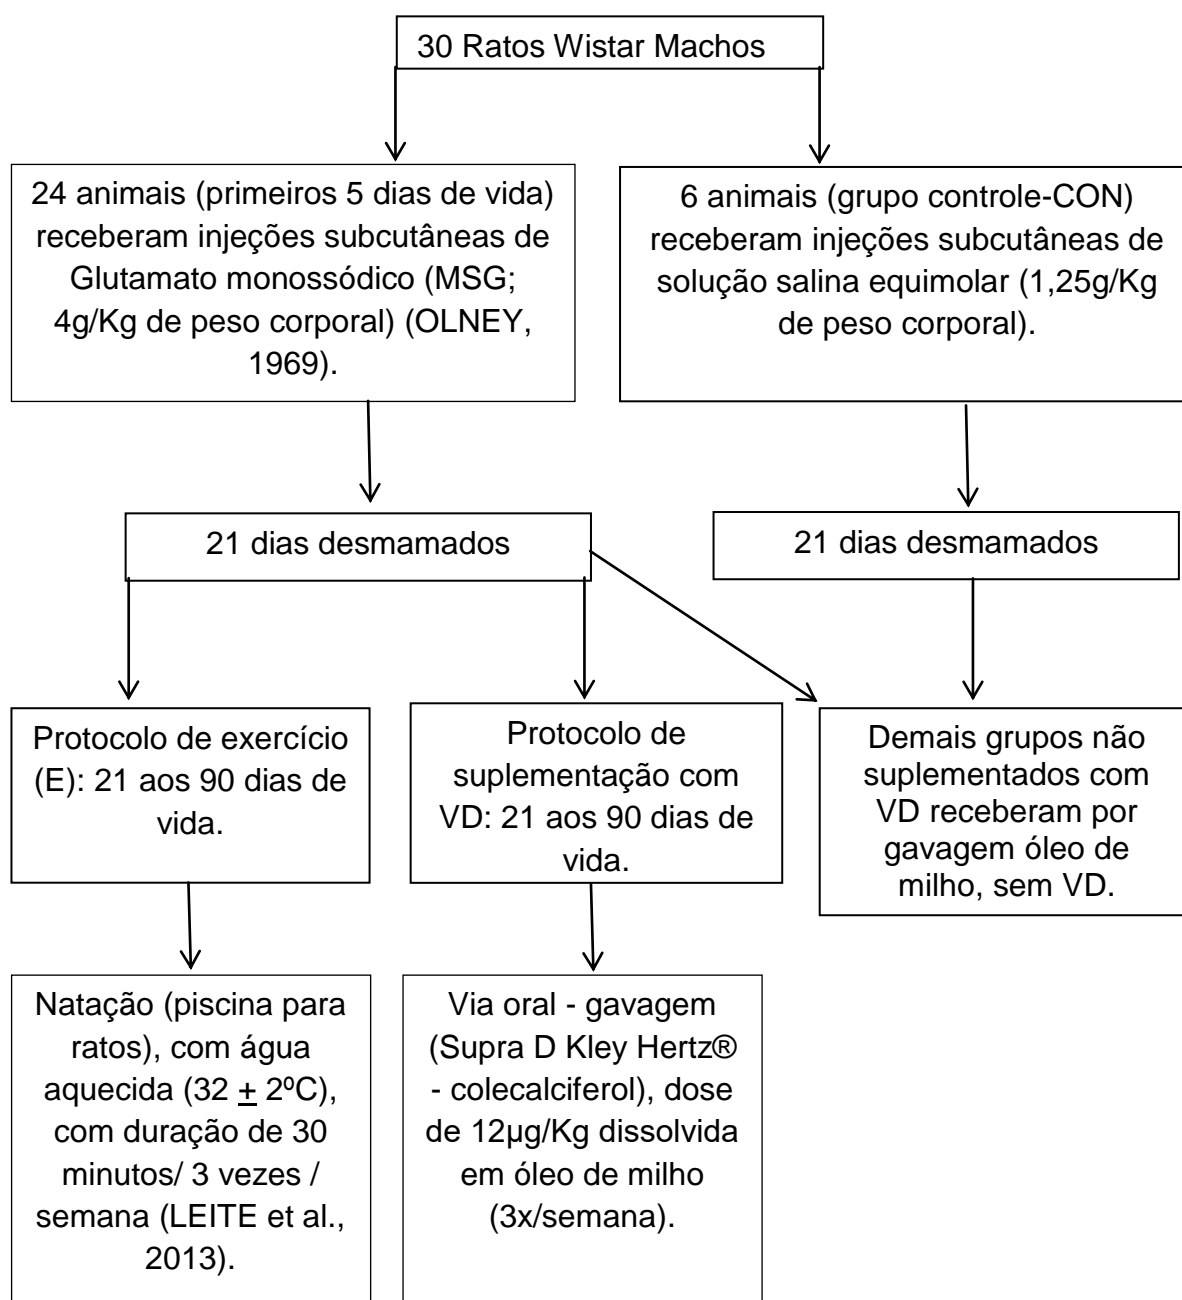 30 Ratos Wistar Machos
24 animais (primeiros 5 dias de vida)
receberam injeções subcutâneas de
Glutamato monossódico (MSG;
4g/Kg de peso corporal) (OLNEY,
1969).
6 animais (grupo controle-CON)
receberam injeções subcutâneas de
solução salina equimolar (1,25g/Kg
de peso corporal).
21 dias desmamados
21 dias desmamados
Protocolo de exercício
(E): 21 aos 90 dias de
vida.
Protocolo de
suplementação com
VD: 21 aos 90 dias de
vida.
Demais grupos não
suplementados com
VD receberam por
gavagem óleo de
milho, sem VD.
Natação (piscina para
ratos), com água
aquecida (32 ± 2ºC),
com duração de 30
minutos/ 3 vezes /
semana (LEITE et al.,
2013).
Via oral - gavagem
(Supra D Kley Hertz®
- colecalciferol), dose
de 12µg/Kg dissolvida
em óleo de milho
(3x/semana).